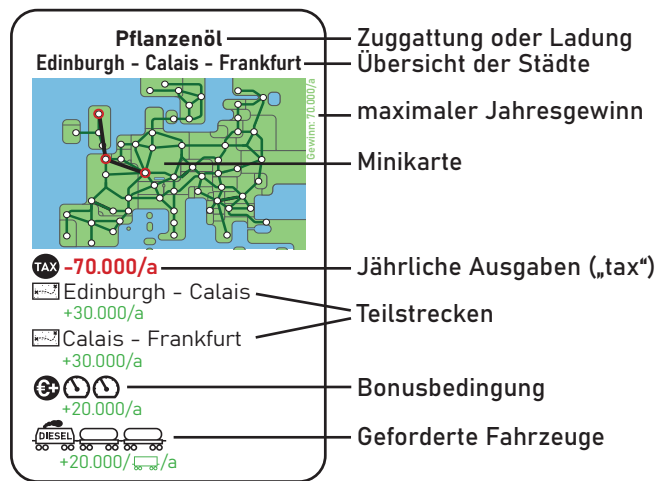 Pflanzenöl
Edinburgh - Calais - Frankfurt
Gewinn: 70.000/a
TAX -70.000/a
Edinburgh - Calais
+30.000/a
Calais - Frankfurt
+30.000/a
€+
+20.000/a
DIESEL
+20.000/ /a
Zuggattung oder Ladung
Übersicht der Städte
maximaler Jahresgewinn
Minikarte
Jährliche Ausgaben („tax“)
Teilstrecken
Bonusbedingung
Geforderte Fahrzeuge